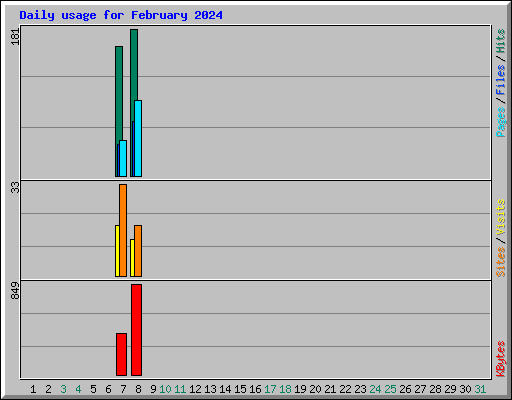 Daily usage for February 2024
181
Pages / Files / Hits
33
Sites / Visits
849
KBytes
1 2 3 4 5 6 7 8 9 10 11 12 13 14 15 16 17 18 19 20 21 22 23 24 25 26 27 28 29 30 31